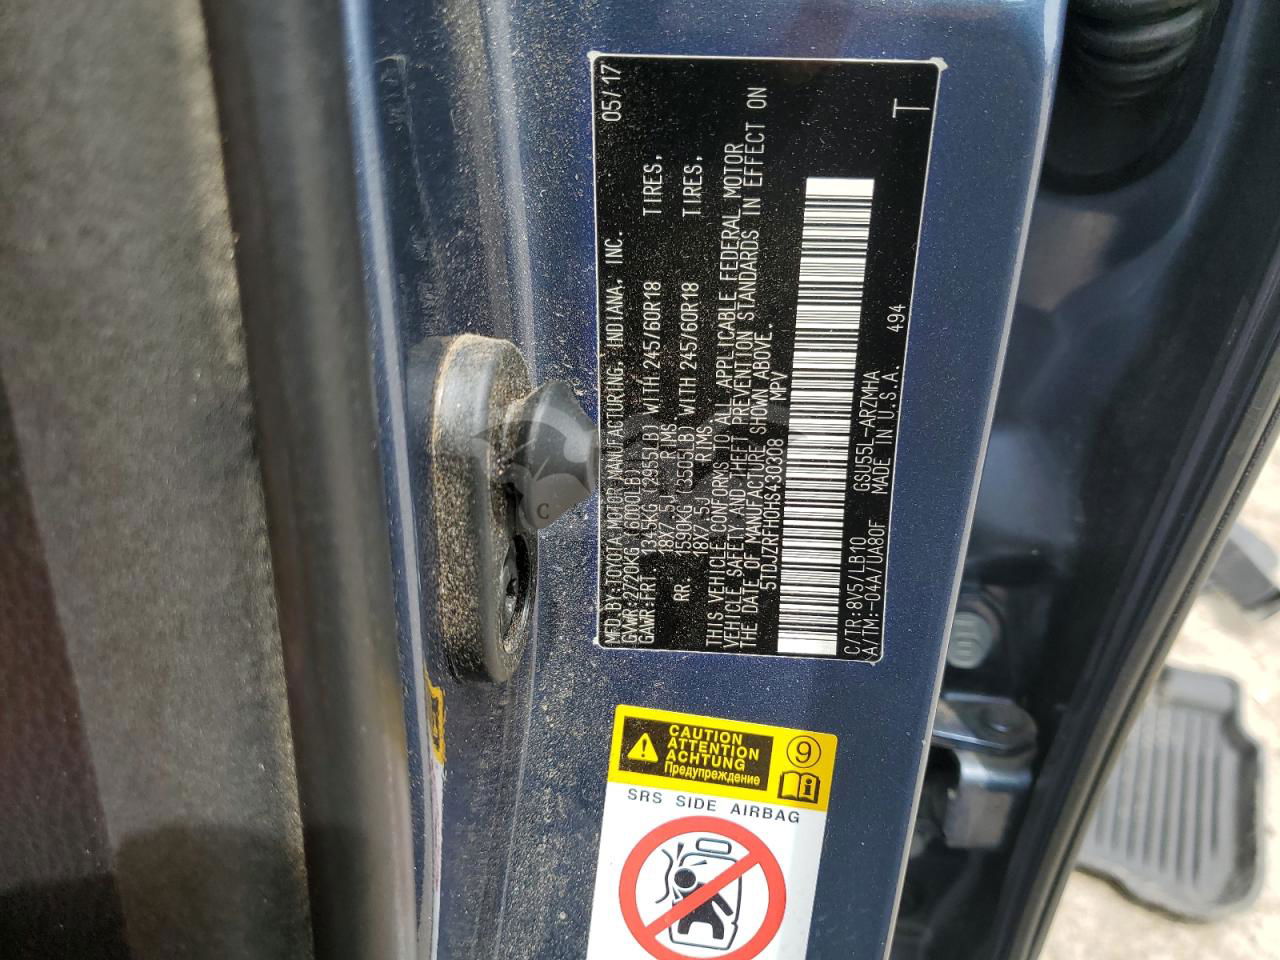 MFD.BY:TOYOTA MOTOR MANUFACTURING, INDIANA, INC. 05/17
GVWR:2720KG (6000LB)
GAWR:FRT 1345KG (2955LB) WITH 245/60R18 TIRES,
18X7.5J RIMS
RR. 1590KG (3505LB) WITH 245/60R18 TIRES,
18X7.5J RIMS
THIS VEHICLE CONFORMS TO ALL APPLICABLE FEDERAL MOTOR
VEHICLE SAFETY AND THEFT PREVENTION STANDARDS IN EFFECT ON
THE DATE OF MANUFACTURE SHOWN ABOVE.
5TDJZRFH0HS430308 MPV
C/TR:8V5/LB10 GSU55L-ARZMHA 494 T
A/TM:-04A/UA80F MADE IN U.S.A.
CAUTION
ATTENTION
ACHTUNG
Предупреждение
9
SRS SIDE AIRBAG
C